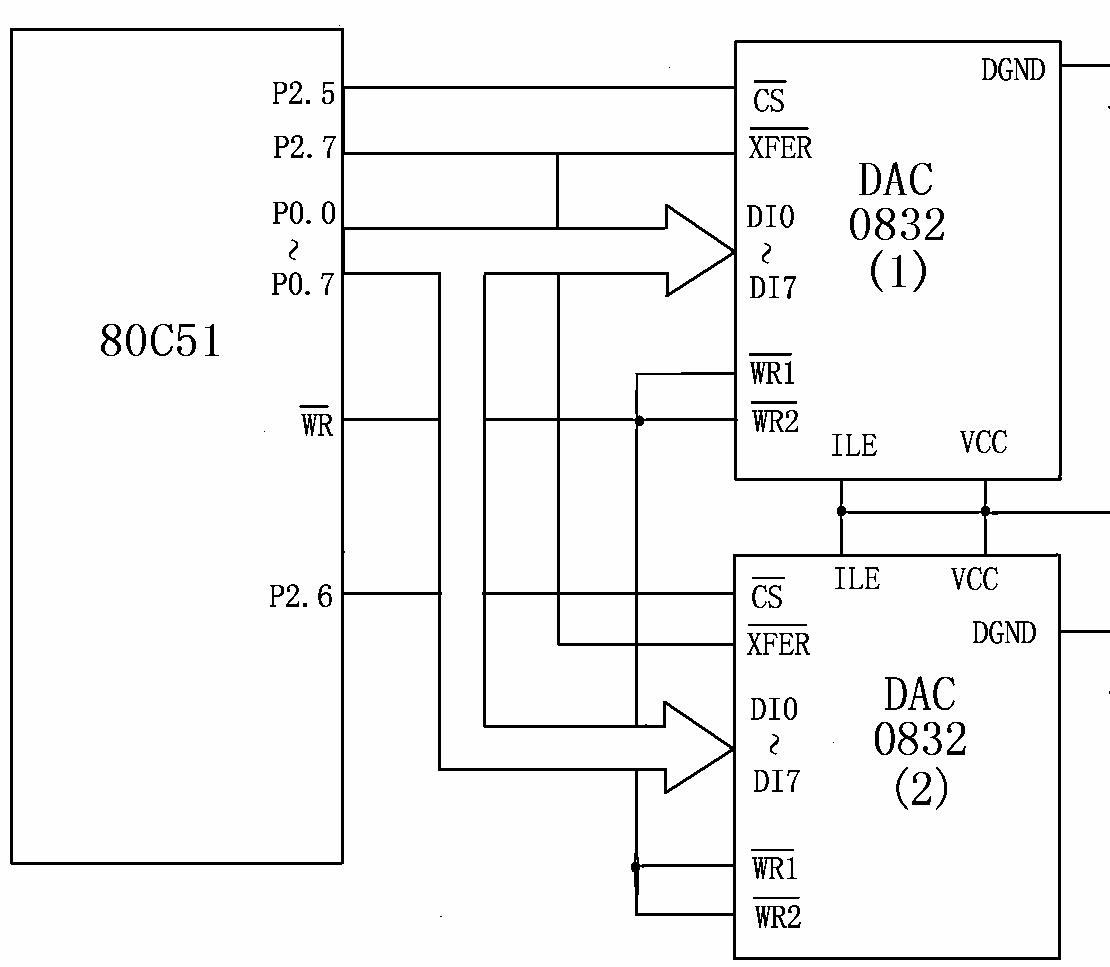 80C51
P2.5
P2.7
P0.0
~
P0.7
WR
P2.6
DGND
CS
XFER
DAC
0832
(1)
DI0
~
DI7
WR1
WR2
ILE
VCC
ILE
VCC
CS
XFER
DGND
DAC
0832
(2)
DI0
~
DI7
WR1
WR2